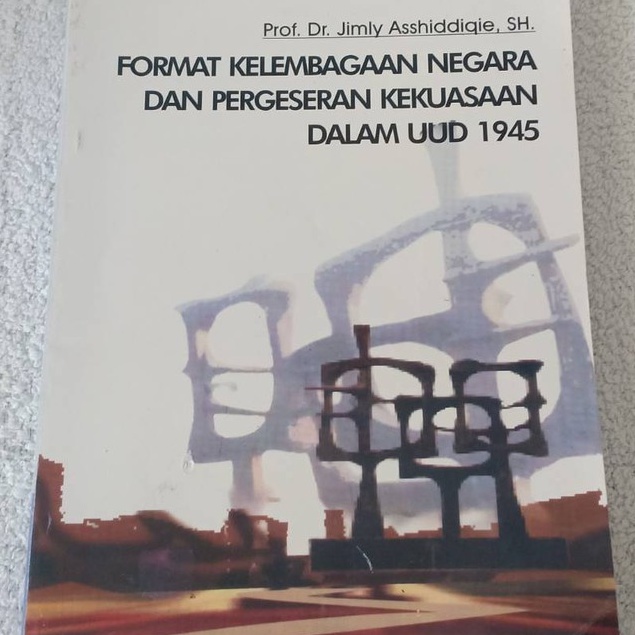 Prof. Dr. Jimly Asshiddiqie, SH.
FORMAT KELEMBAGAAN NEGARA
DAN PERGESERAN KEKUASAAN
DALAM UUD 1945